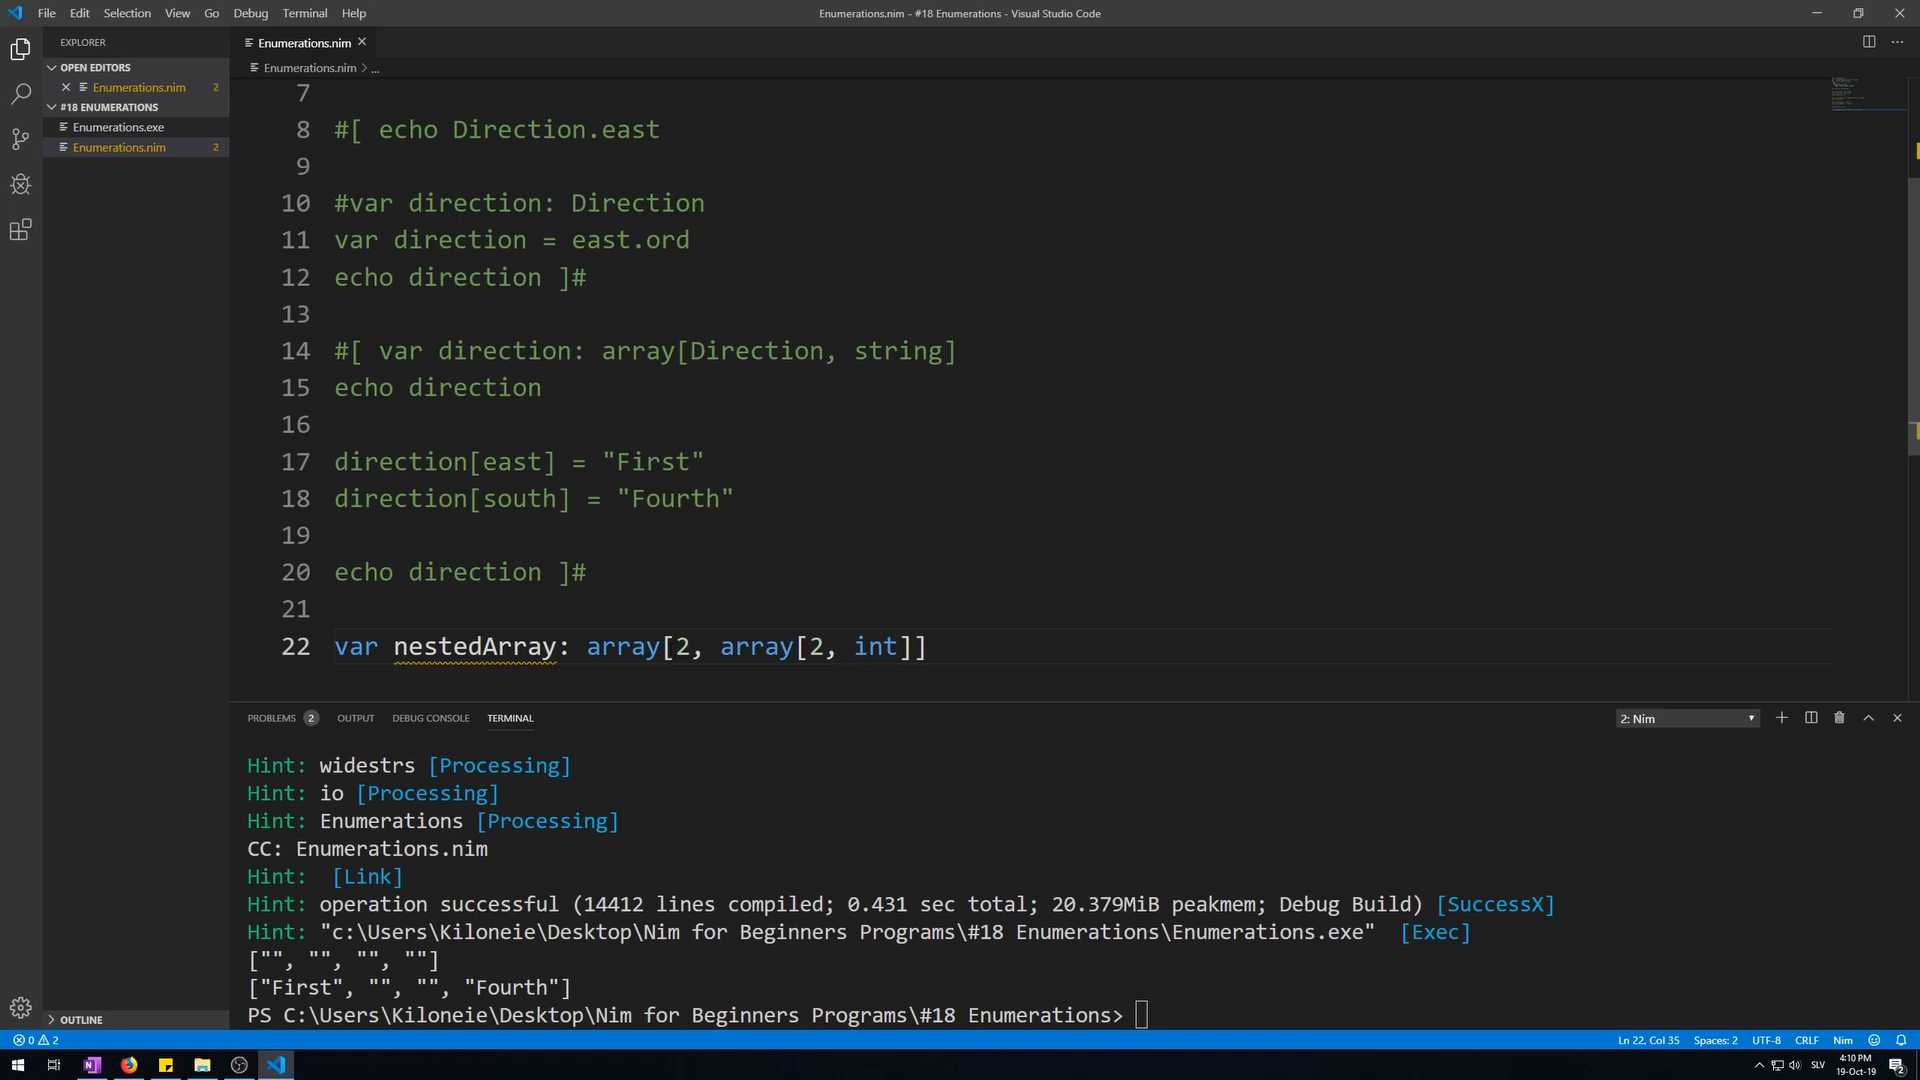 File Edit Selection View Go Debug Terminal Help
Enumerations.nim - #18 Enumerations - Visual Studio Code
EXPLORER
OPEN EDITORS
Enumerations.nim 2
#18 ENUMERATIONS
Enumerations.exe
Enumerations.nim 2
OUTLINE
Enumerations.nim
Enumerations.nim > ...
7
8 #[ echo Direction.east
9
10 #var direction: Direction
11 var direction = east.ord
12 echo direction ]#
13
14 #[ var direction: array[Direction, string]
15 echo direction
16
17 direction[east] = "First"
18 direction[south] = "Fourth"
19
20 echo direction ]#
21
22 var nestedArray: array[2, array[2, int]]
PROBLEMS 2 OUTPUT DEBUG CONSOLE TERMINAL 2: Nim
Hint: widestrs [Processing]
Hint: io [Processing]
Hint: Enumerations [Processing]
CC: Enumerations.nim
Hint:  [Link]
Hint: operation successful (14412 lines compiled; 0.431 sec total; 20.379MiB peakmem; Debug Build) [SuccessX]
Hint: "c:\Users\Kiloneie\Desktop\Nim for Beginners Programs\#18 Enumerations\Enumerations.exe"  [Exec]
["", "", "", ""]
["First", "", "", "Fourth"]
PS C:\Users\Kiloneie\Desktop\Nim for Beginners Programs\#18 Enumerations>
0 2 Ln 22, Col 35 Spaces: 2 UTF-8 CRLF Nim
SLV 4:10 PM
19-Oct-19 2